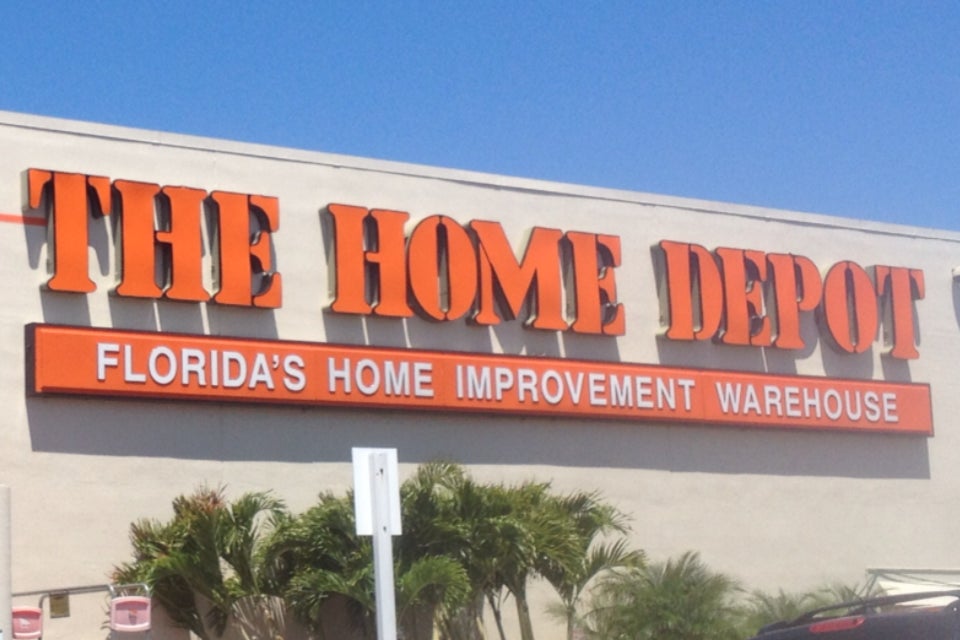 THE HOME DEPOT
FLORIDA'S HOME IMPROVEMENT WAREHOUSE